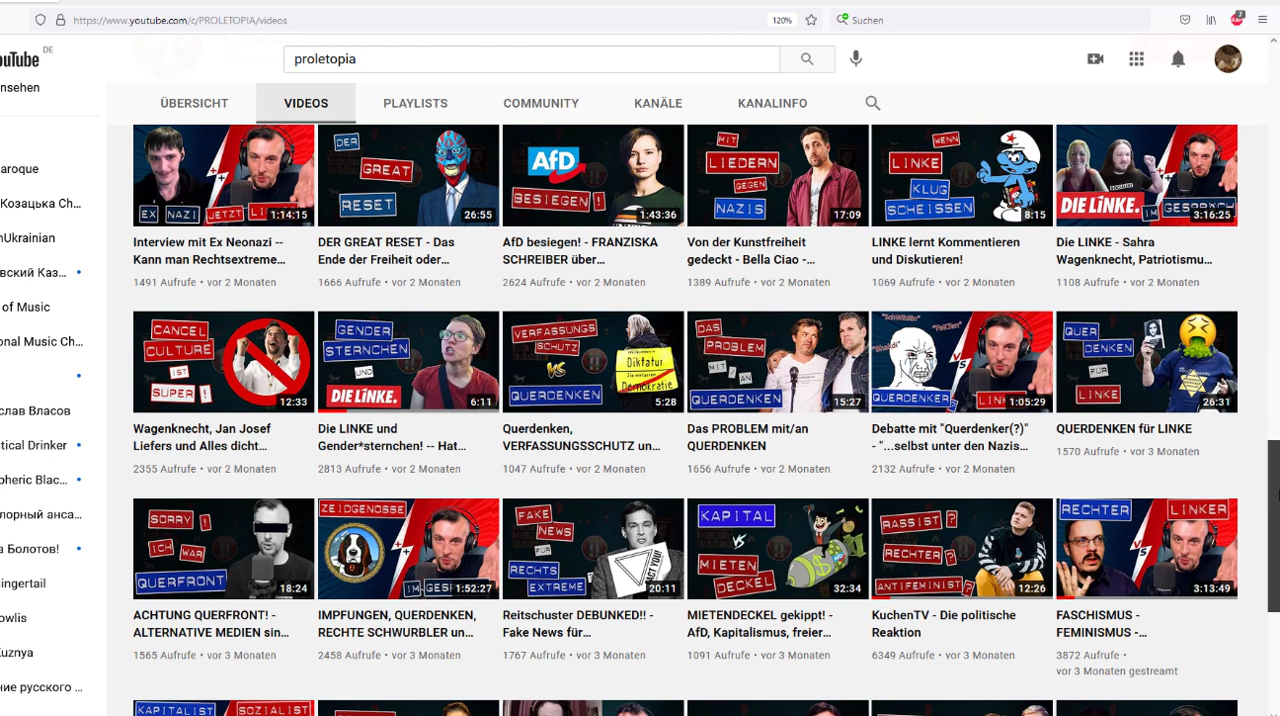 https://www.youtube.com/c/PROLETOPIA/videos
120%
Suchen
7
ouTube DE
proletopia
nsehen
ÜBERSICHT VIDEOS PLAYLISTS COMMUNITY KANÄLE KANALINFO
aroque
Козацька Ch...
nUkrainian
вский Каз...
of Music
onal Music Ch...
слав Власов
tical Drinker
pheric Blac...
лорный анса...
а Болотов!
ingertail
owlis
Kuznya
ние русского ...
EX NAZI JETZT LI
1:14:15
DER GREAT RESET
26:55
AfD BESIEGEN!
1:43:36
MIT LIEDERN GEGEN NAZIS
17:09
WENN LINKE KLUG SCHEISSEN
8:15
DIE LINKE. IM GESPRÄCH
SOCIALIST
3:16:25
Interview mit Ex Neonazi --
Kann man Rechtsextreme...
1491 Aufrufe • vor 2 Monaten
DER GREAT RESET - Das
Ende der Freiheit oder...
1666 Aufrufe • vor 2 Monaten
AfD besiegen! - FRANZISKA
SCHREIBER über...
2624 Aufrufe • vor 2 Monaten
Von der Kunstfreiheit
gedeckt - Bella Ciao -...
1389 Aufrufe • vor 2 Monaten
LINKE lernt Kommentieren
und Diskutieren!
1069 Aufrufe • vor 2 Monaten
Die LINKE - Sahra
Wagenknecht, Patriotismu...
1108 Aufrufe • vor 2 Monaten
CANCEL CULTURE IST SUPER!
12:33
GENDER STERNCHEN UND DIE LINKE.
6:11
VERFASSUNGS SCHUTZ VS QUERDENKEN
Diktatur
Demokratie
5:28
DAS PROBLEM MIT/AN QUERDENKEN
15:27
"SchWiBlDs" "FaKTen"
QUERDENKER VS LINK
1:05:29
QUER DENKEN FÜR LINKE
26:31
Wagenknecht, Jan Josef
Liefers und Alles dicht...
2355 Aufrufe • vor 2 Monaten
Die LINKE und
Gender*sternchen! -- Hat...
2813 Aufrufe • vor 2 Monaten
Querdenken,
VERFASSUNGSSCHUTZ un...
1047 Aufrufe • vor 2 Monaten
Das PROBLEM mit/an
QUERDENKEN
1656 Aufrufe • vor 2 Monaten
Debatte mit "Querdenker(?)"
- "...selbst unter den Nazis...
2132 Aufrufe • vor 2 Monaten
QUERDENKEN für LINKE
1570 Aufrufe • vor 3 Monaten
SORRY! ICH WAR QUERFRONT
18:24
ZEIDGENOSSE IM GESP
1:52:27
FAKE NEWS FÜR RECHTS EXTREME
20:11
KAPITAL VS MIETEN DECKEL
32:34
RASSIST? RECHTER? ANTIFEMINIST?
12:26
RECHTER VS LINKER
3:13:49
ACHTUNG QUERFRONT! -
ALTERNATIVE MEDIEN sin...
1565 Aufrufe • vor 3 Monaten
IMPFUNGEN, QUERDENKEN,
RECHTE SCHWURBLER un...
2458 Aufrufe • vor 3 Monaten
Reitschuster DEBUNKED!! -
Fake News für...
1767 Aufrufe • vor 3 Monaten
MIETENDECKEL gekippt! -
AfD, Kapitalismus, freier...
1091 Aufrufe • vor 3 Monaten
KuchenTV - Die politische
Reaktion
6349 Aufrufe • vor 3 Monaten
FASCHISMUS -
FEMINISMUS -...
3872 Aufrufe •
vor 3 Monaten gestreamt
KAPITALIST SOZIALIST